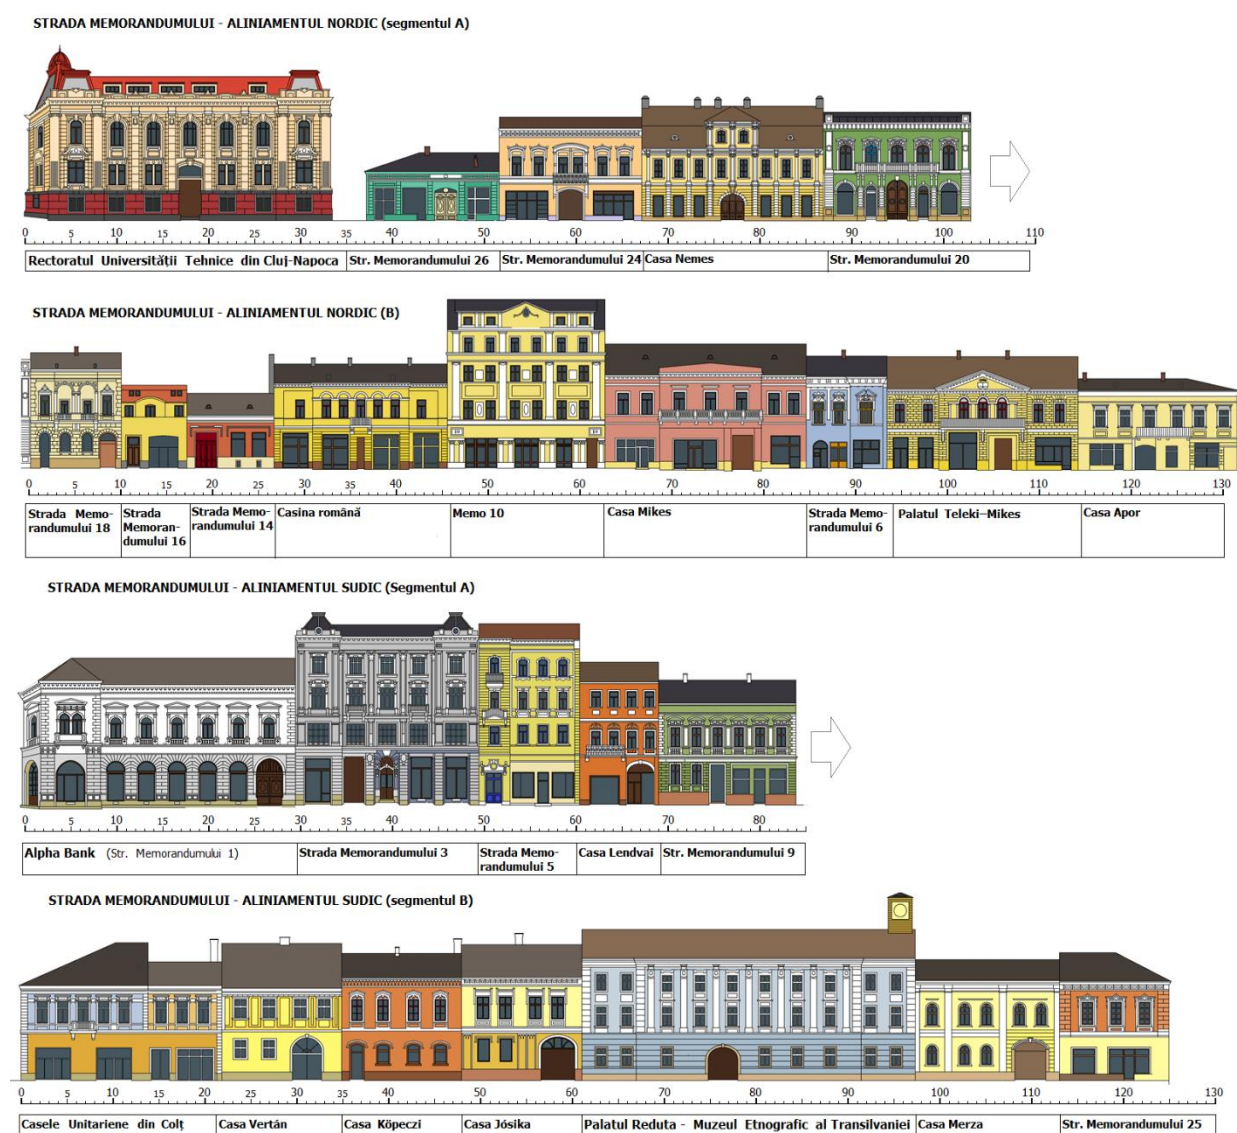 STRADA MEMORANDUMULUI - ALINIAMENTUL NORDIC (segmentul A)
0 5 10 15 20 25 30 35 40 45 50 55 60 65 70 75 80 85 90 95 100 110
Rectoratul Universității Tehnice din Cluj-Napoca
Str. Memorandumului 26
Str. Memorandumului 24
Casa Nemes
Str. Memorandumului 20
STRADA MEMORANDUMULUI - ALINIAMENTUL NORDIC (B)
10
10
0 5 10 15 20 25 30 40 50 60 70 80 90 100 110 120 130
Strada Memo-
randumului 18
Strada
Memoran-
dumului 16
Strada Memo-
randumului 14
Casina română
Memo 10
Casa Mikes
Strada Memo-
randumului 6
Palatul Teleki–Mikes
Casa Apor
STRADA MEMORANDUMULUI - ALINIAMENTUL SUDIC (Segmentul A)
0 5 10 15 20 25 30 35 40 50 60 70 80
Alpha Bank (Str. Memorandumului 1)
Strada Memorandumului 3
Strada Memo-
randumului 5
Casa Lendvai
Str. Memorandumului 9
STRADA MEMORANDUMULUI - ALINIAMENTUL SUDIC (segmentul B)
0 5 10 15 20 30 40 50 60 70 80 90 100 110 120 130
Casele Unitariene din Colț
Casa Vertán
Casa Köpeczi
Casa Jósika
Palatul Reduta - Muzeul Etnografic al Transilvaniei
Casa Merza
Str. Memorandumului 25